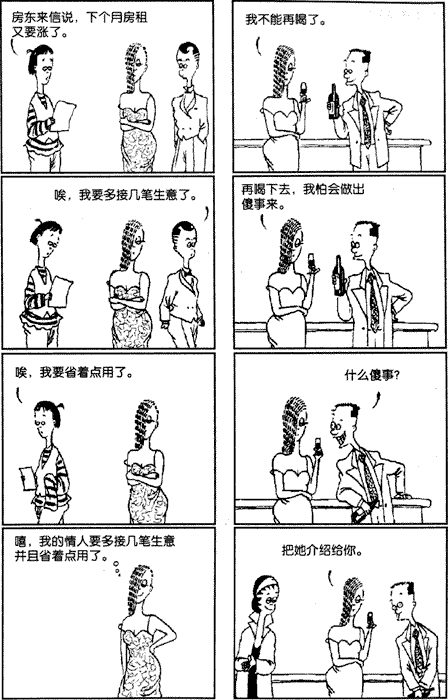 房东来信说，下个月房租
又要涨了。
唉，我要多接几笔生意了。
唉，我要省着点用了。
嘻，我的情人要多接几笔生意
并且省着点用了。
我不能再喝了。
再喝下去，我怕会做出
傻事来。
什么傻事？
把她介绍给你。